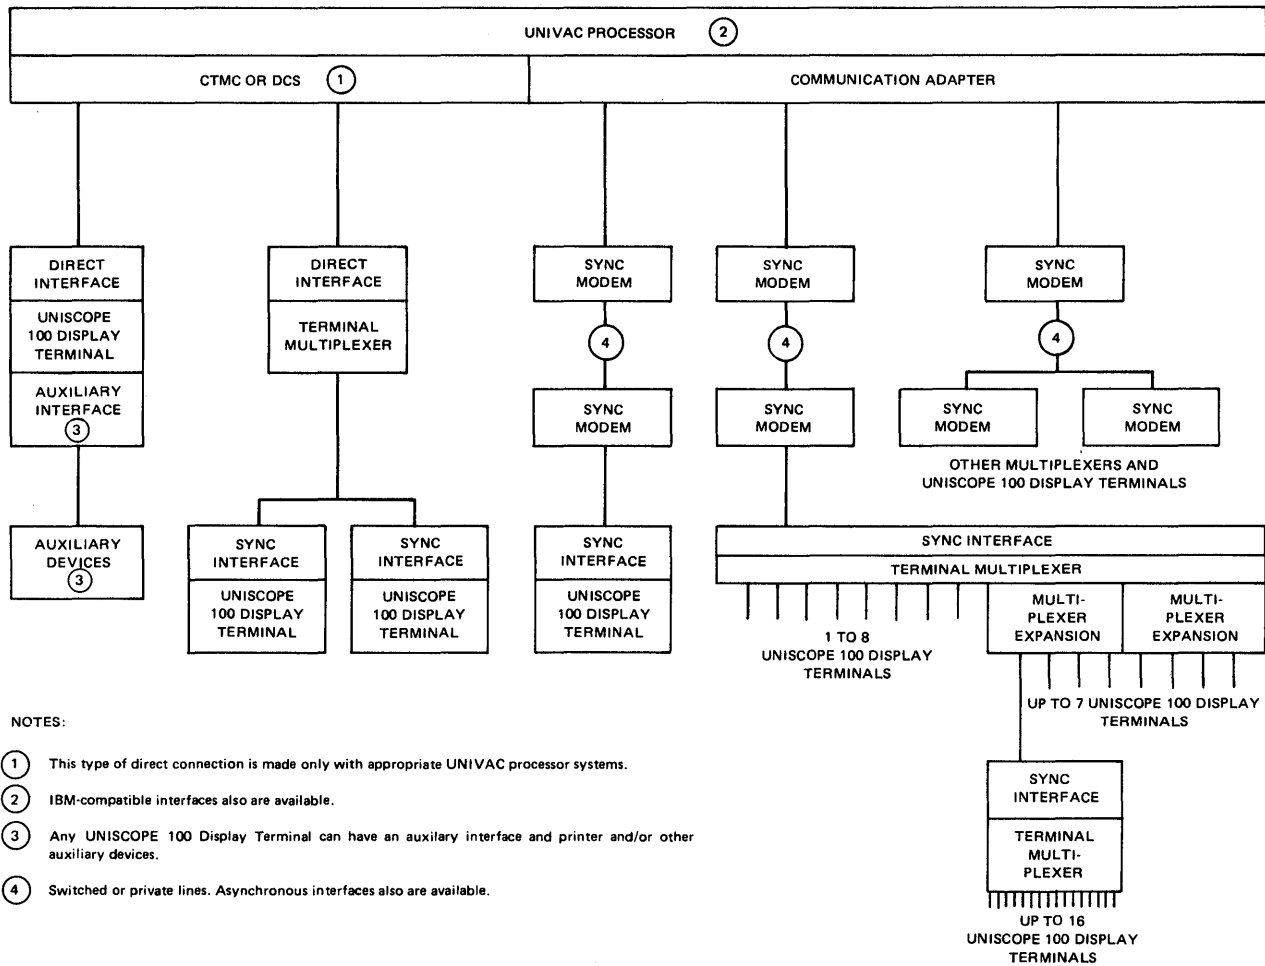 UNIVAC PROCESSOR 2
CTMC OR DCS 1
COMMUNICATION ADAPTER
DIRECT
INTERFACE
UNISCOPE
100 DISPLAY
TERMINAL
AUXILIARY
INTERFACE
3
AUXILIARY
DEVICES
3
DIRECT
INTERFACE
TERMINAL
MULTIPLEXER
SYNC
INTERFACE
UNISCOPE
100 DISPLAY
TERMINAL
SYNC
INTERFACE
UNISCOPE
100 DISPLAY
TERMINAL
SYNC
MODEM
4
SYNC
MODEM
SYNC
INTERFACE
UNISCOPE
100 DISPLAY
TERMINAL
SYNC
MODEM
4
SYNC
MODEM
SYNC
MODEM
4
SYNC
MODEM
SYNC
MODEM
OTHER MULTIPLEXERS AND
UNISCOPE 100 DISPLAY TERMINALS
SYNC INTERFACE
TERMINAL MULTIPLEXER
1 TO 8
UNISCOPE 100 DISPLAY
TERMINALS
MULTI-
PLEXER
EXPANSION
MULTI-
PLEXER
EXPANSION
UP TO 7 UNISCOPE 100 DISPLAY
TERMINALS
SYNC
INTERFACE
TERMINAL
MULTI-
PLEXER
UP TO 16
UNISCOPE 100 DISPLAY
TERMINALS
NOTES:
1 This type of direct connection is made only with appropriate UNIVAC processor systems.
2 IBM-compatible interfaces also are available.
3 Any UNISCOPE 100 Display Terminal can have an auxilary interface and printer and/or other
auxiliary devices.
4 Switched or private lines. Asynchronous interfaces also are available.